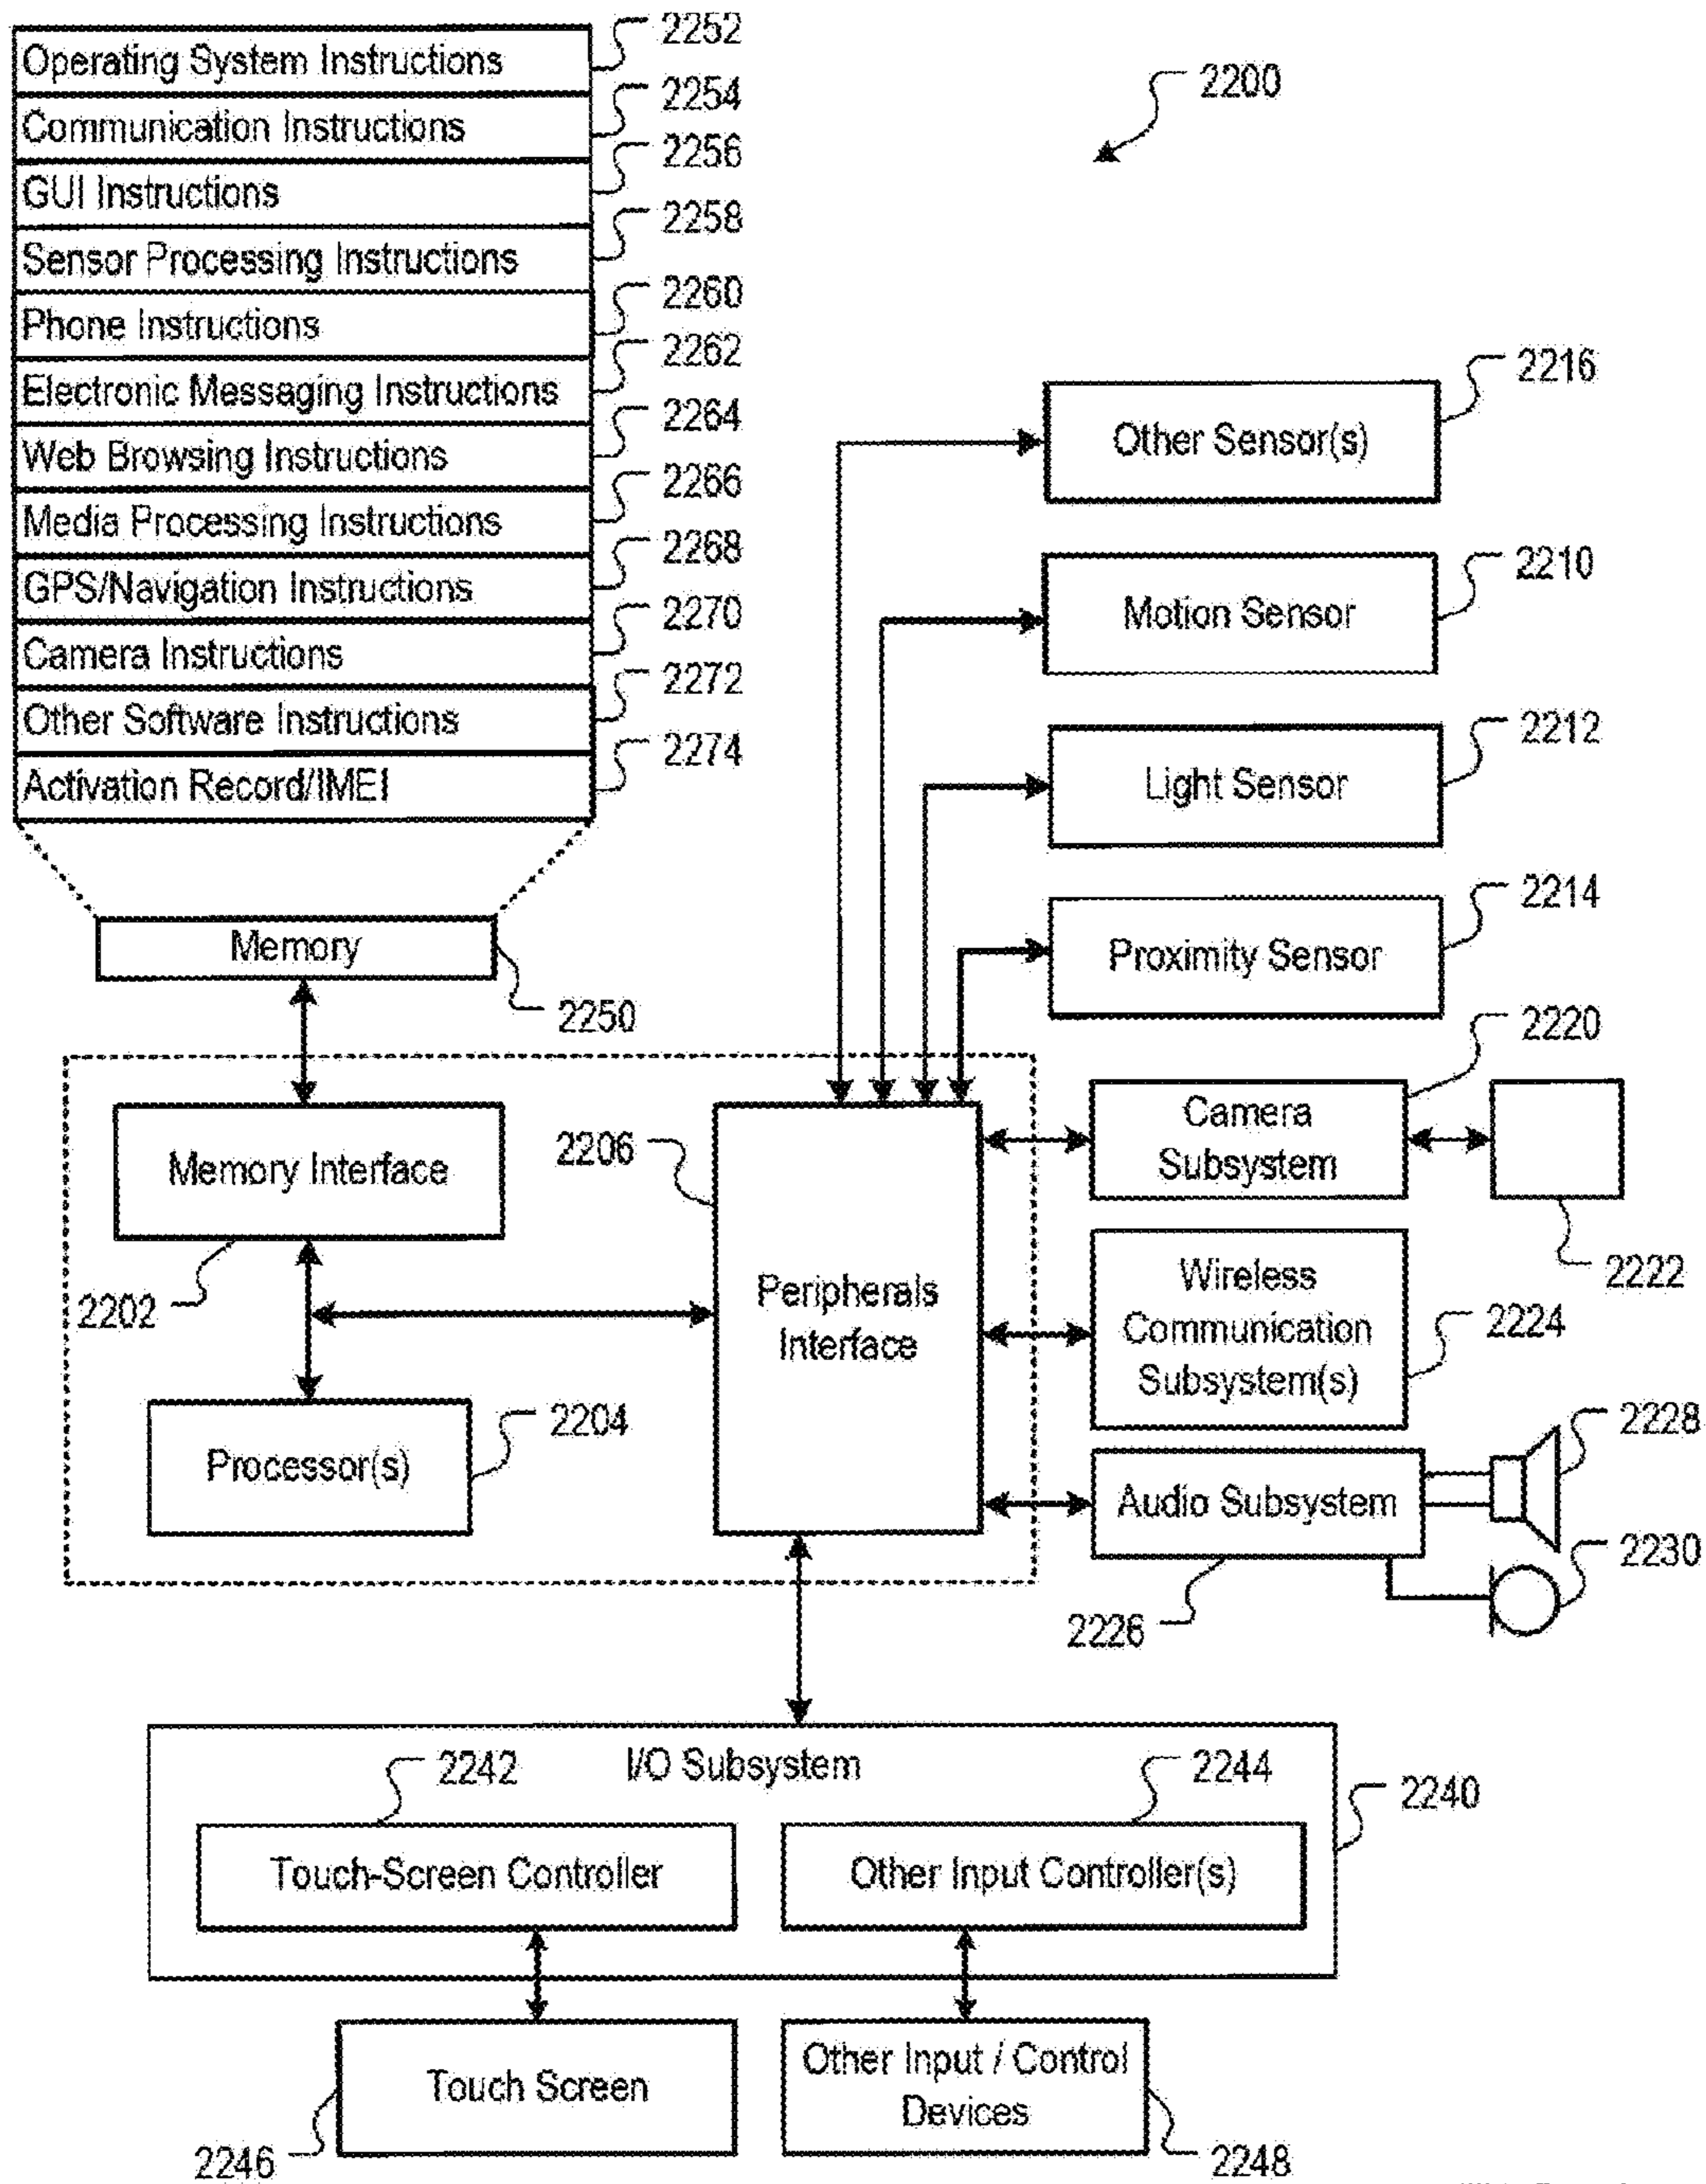 2252
Operating System Instructions
2254
Communication Instructions
2256
GUI Instructions
2258
Sensor Processing Instructions
2260
Phone Instructions
2262
Electronic Messaging Instructions
2264
Web Browsing Instructions
2266
Media Processing Instructions
2268
GPS/Navigation Instructions
2270
Camera Instructions
2272
Other Software Instructions
2274
Activation Record/IMEI
Memory
2250
2200
2216
Other Sensor(s)
2210
Motion Sensor
2212
Light Sensor
2214
Proximity Sensor
2220
Camera
Subsystem
2222
Memory Interface
2202
2206
Peripherals
Interface
Wireless
Communication
Subsystem(s)
2224
Processor(s)
2204
Audio Subsystem
2228
2230
2226
I/O Subsystem
2242
2244
2240
Touch-Screen Controller
Other Input Controller(s)
Touch Screen
2246
Other Input / Control
Devices
2248